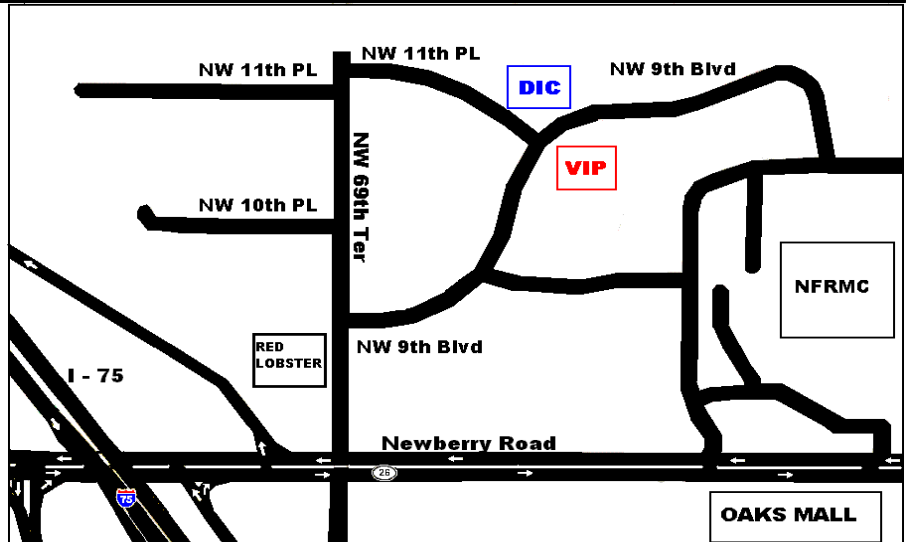 NW 11th PL
NW 11th PL
DIC
NW 9th Blvd
VIP
NW 69th Ter
NW 10th PL
NFRMC
RED
LOBSTER
NW 9th Blvd
I - 75
Newberry Road
26
75
OAKS MALL